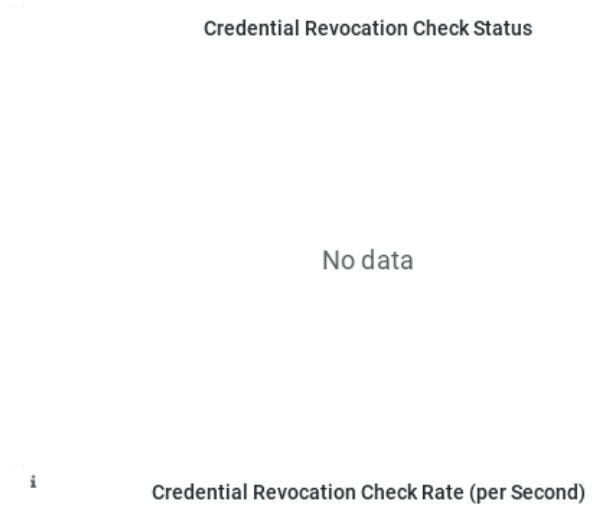 Credential Revocation Check Status
No data
i
Credential Revocation Check Rate (per Second)